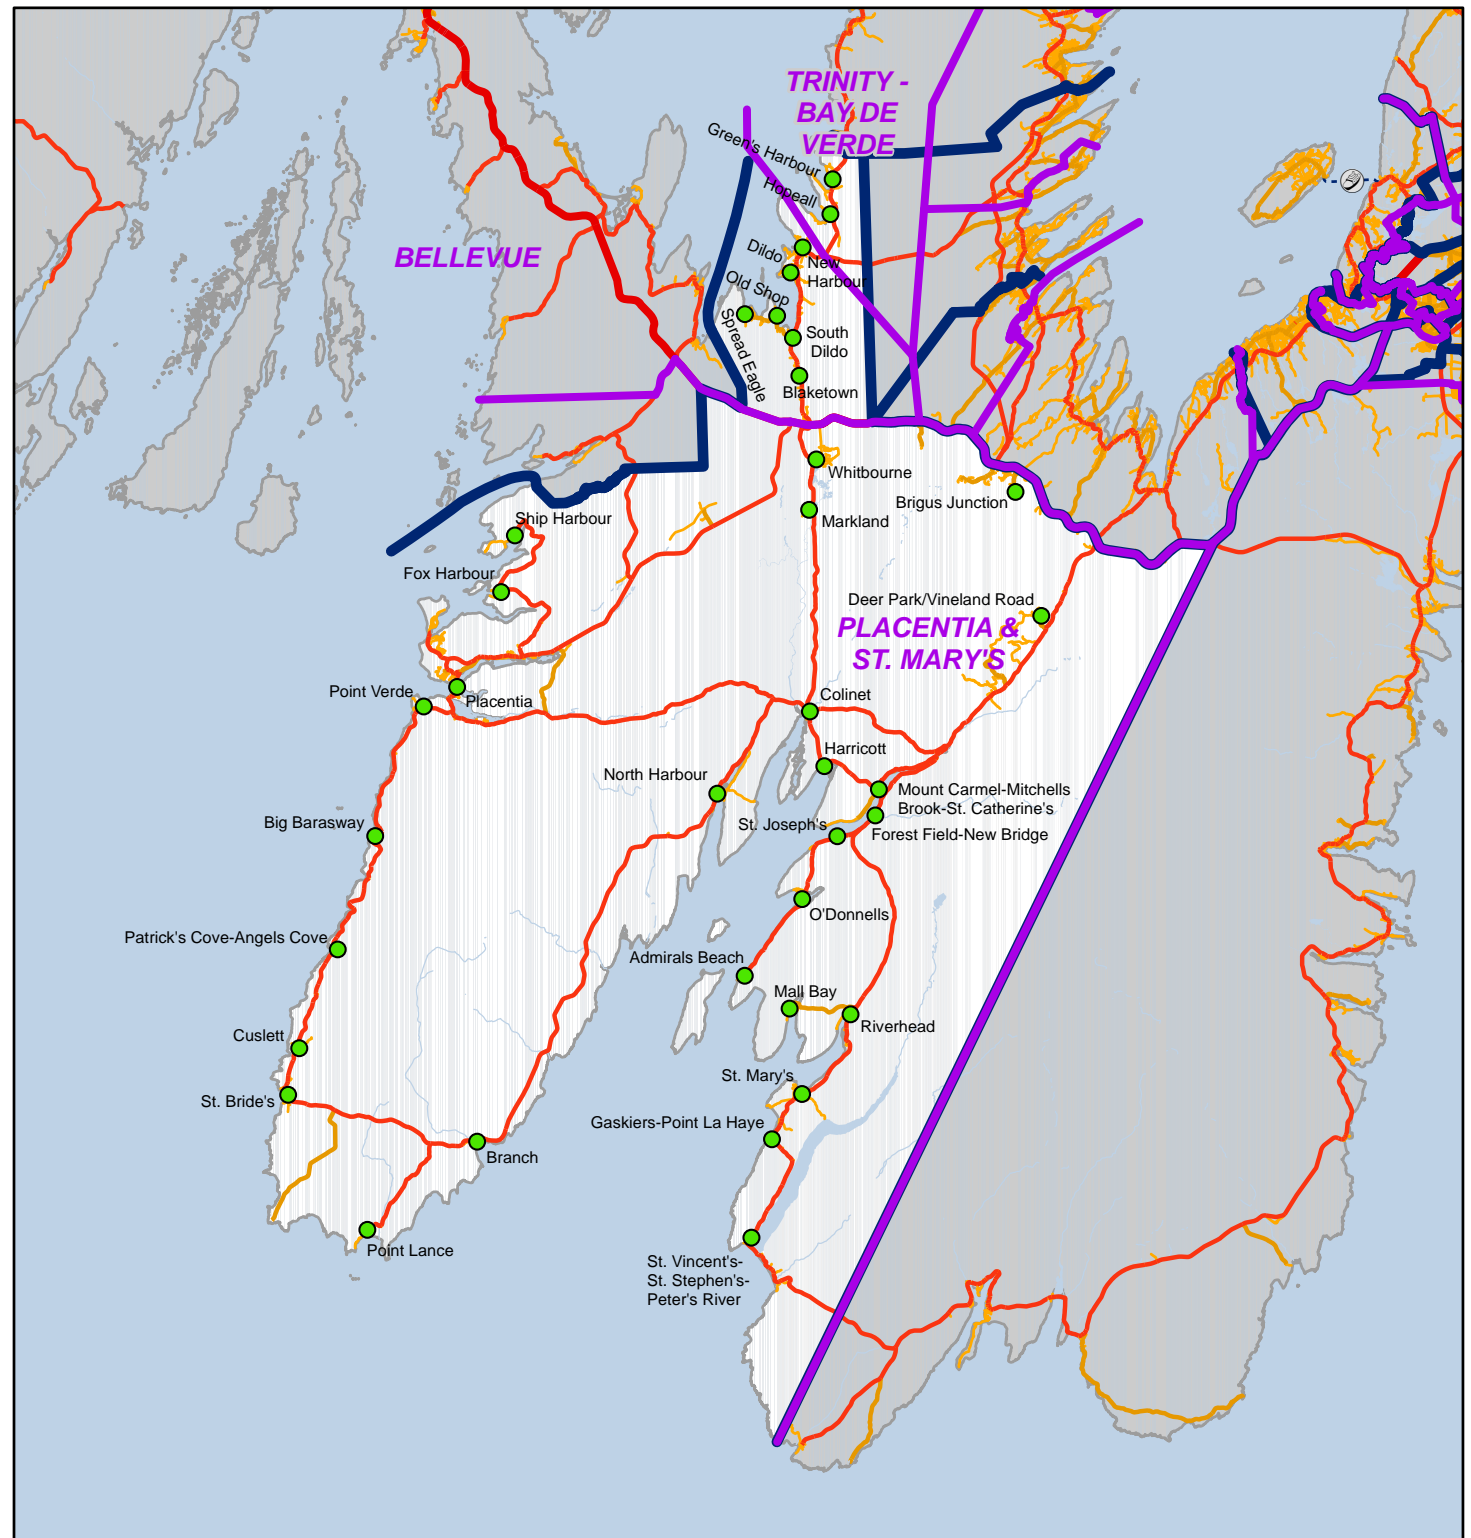 TRINITY -
BAY DE
VERDE
Green's Harbour
Hopeall
BELLEVUE
Dildo
New
Harbour
Old Shop
Spread Eagle
South
Dildo
Blaketown
Whitbourne
Brigus Junction
Markland
Ship Harbour
Fox Harbour
Deer Park/Vineland Road
PLACENTIA &
ST. MARY'S
Point Verde
Placentia
Colinet
Harricott
North Harbour
Mount Carmel-Mitchells
Brook-St. Catherine's
St. Joseph's
Forest Field-New Bridge
Big Barasway
O'Donnells
Patrick's Cove-Angels Cove
Admirals Beach
Mall Bay
Riverhead
Cuslett
St. Mary's
St. Bride's
Gaskiers-Point La Haye
Branch
Point Lance
St. Vincent's-
St. Stephen's-
Peter's River